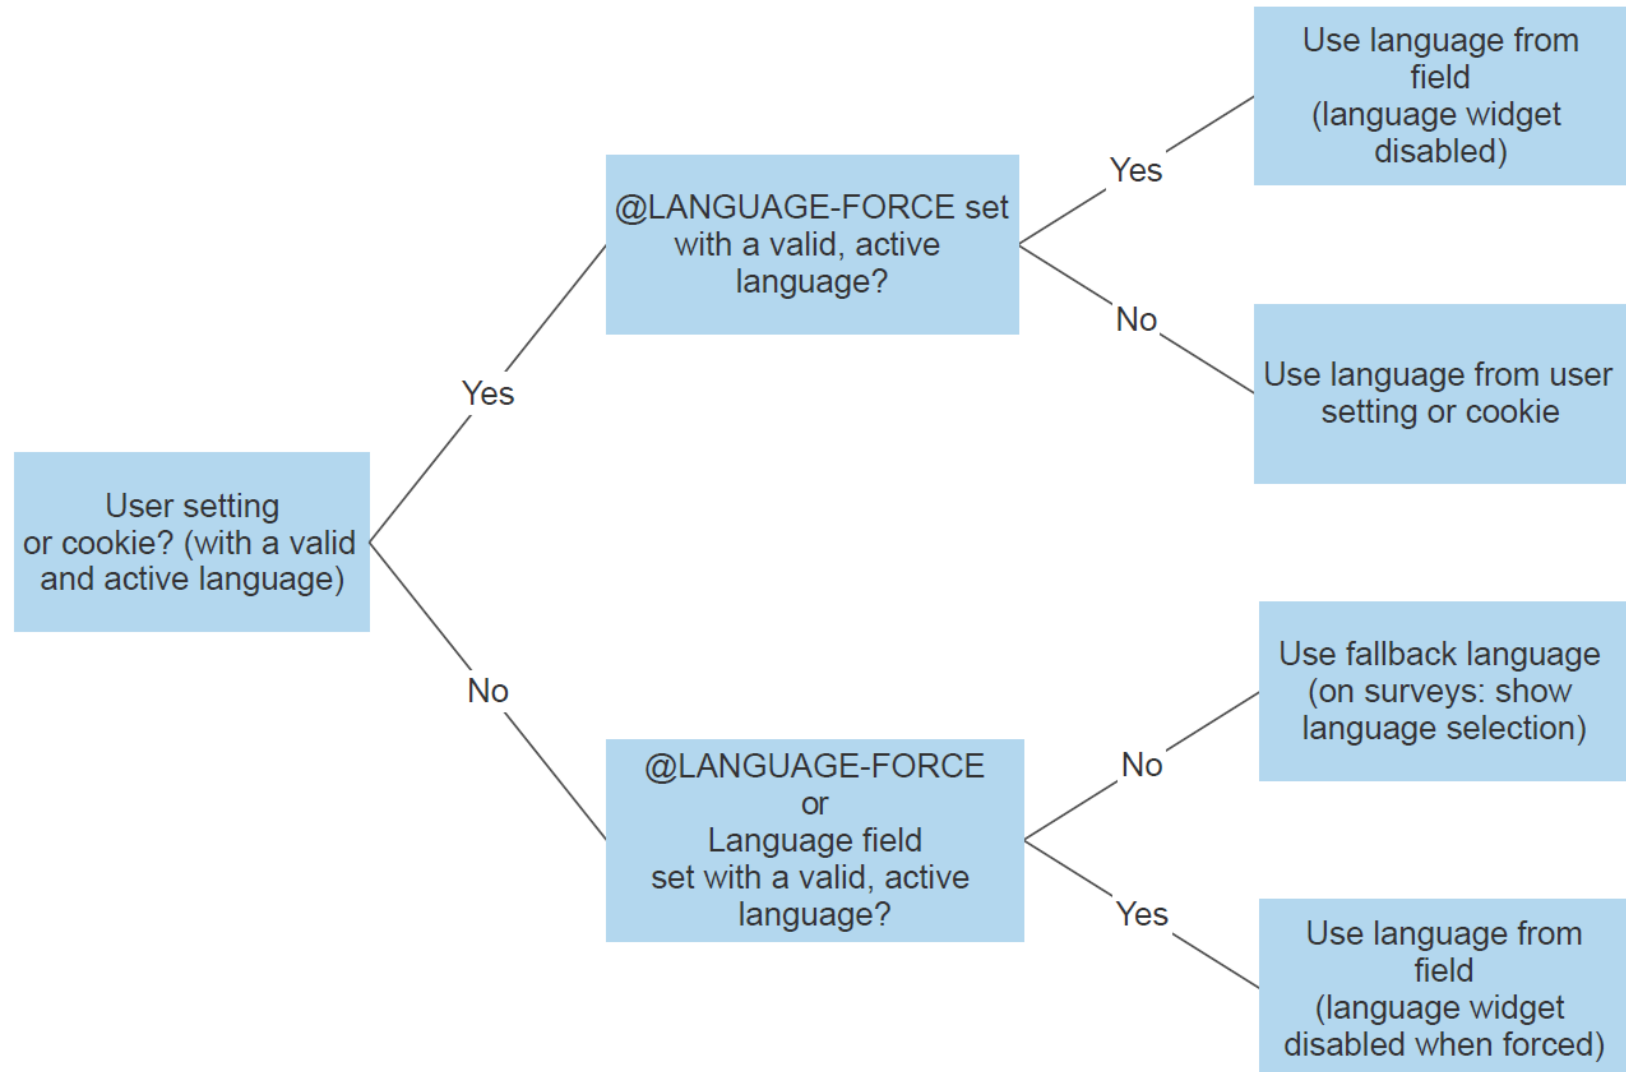 Use language from
field
(language widget
disabled)
Yes
@LANGUAGE-FORCE set
with a valid, active
language?
No
Use language from user
setting or cookie
Yes
User setting
or cookie? (with a valid
and active language)
No
Use fallback language
(on surveys: show
language selection)
No
@LANGUAGE-FORCE
or
Language field
set with a valid, active
language?
Yes
Use language from
field
(language widget
disabled when forced)